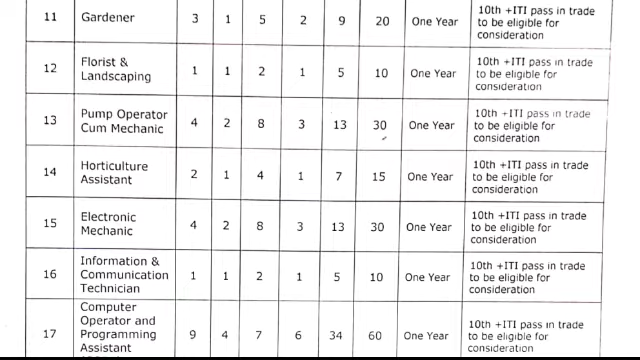 11 Gardener 3 1 5 2 9 20 One Year 10th +ITI pass in trade
to be eligible for
consideration
12 Florist &
Landscaping 1 1 2 1 5 10 One Year 10th +ITI pass in trade
to be eligible for
consideration
13 Pump Operator
Cum Mechanic 4 2 8 3 13 30 One Year 10th +ITI pass in trade
to be eligible for
consideration
14 Horticulture
Assistant 2 1 4 1 7 15 One Year 10th +ITI pass in trade
to be eligible for
consideration
15 Electronic
Mechanic 4 2 8 3 13 30 One Year 10th +ITI pass in trade
to be eligible for
consideration
16 Information &
Communication
Technician 1 1 2 1 5 10 One Year 10th +ITI pass in trade
to be eligible for
consideration
17 Computer
Operator and
Programming
Assistant 9 4 7 6 34 60 One Year 10th +ITI pass in trade
to be eligible for
consideration